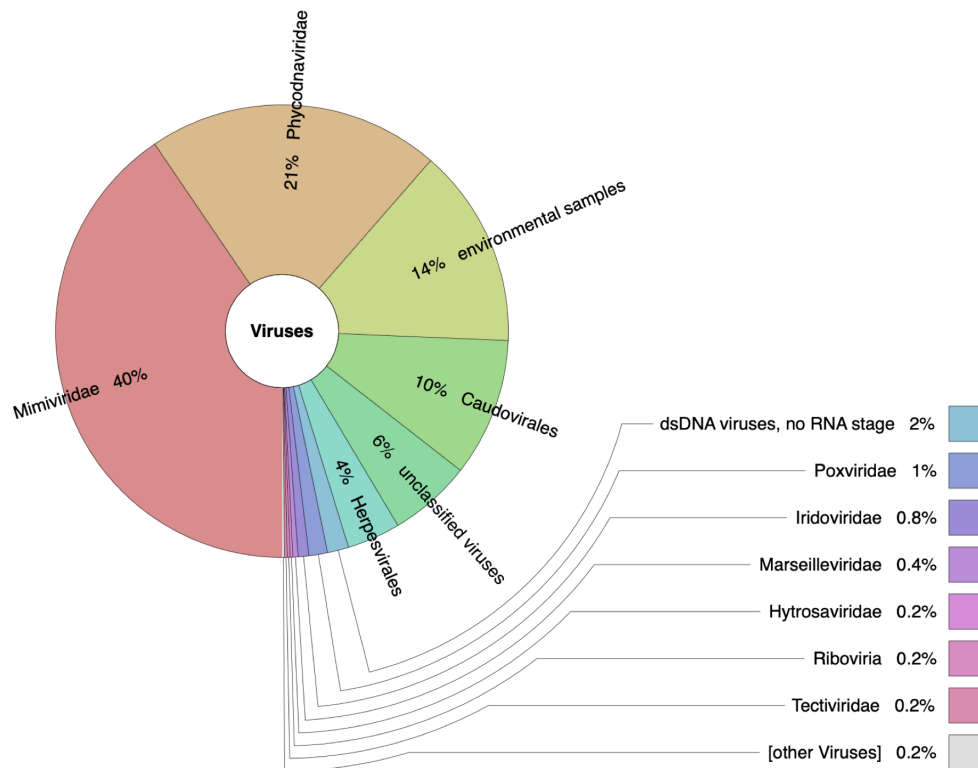 21% Phycodnaviridae
14% environmental samples
Viruses
Mimiviridae 40%
10% Caudovirales
6% unclassified viruses
4% Herpesvirales
dsDNA viruses, no RNA stage 2%
Poxviridae 1%
Iridoviridae 0.8%
Marseilleviridae 0.4%
Hytrosaviridae 0.2%
Riboviria 0.2%
Tectiviridae 0.2%
[other Viruses] 0.2%